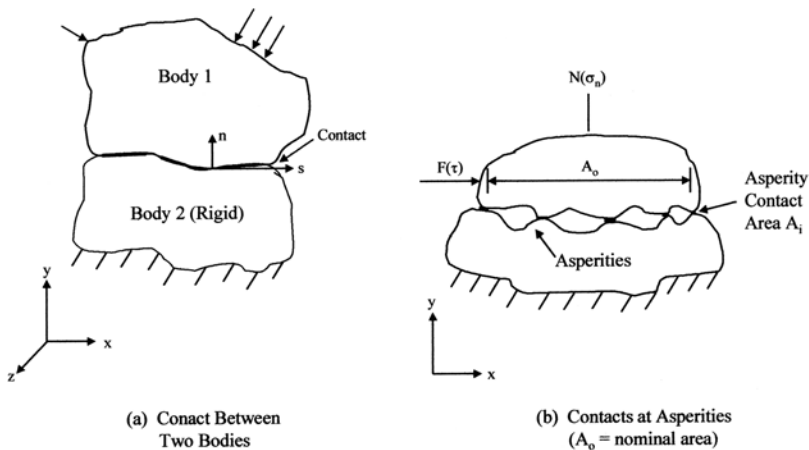 Body 1
n
Contact
s
Body 2 (Rigid)
y
x
z
(a) Conact Between
Two Bodies
N(σn)
F(τ)
Ao
Asperity
Contact
Area Ai
Asperities
y
x
(b) Contacts at Asperities
(Ao = nominal area)